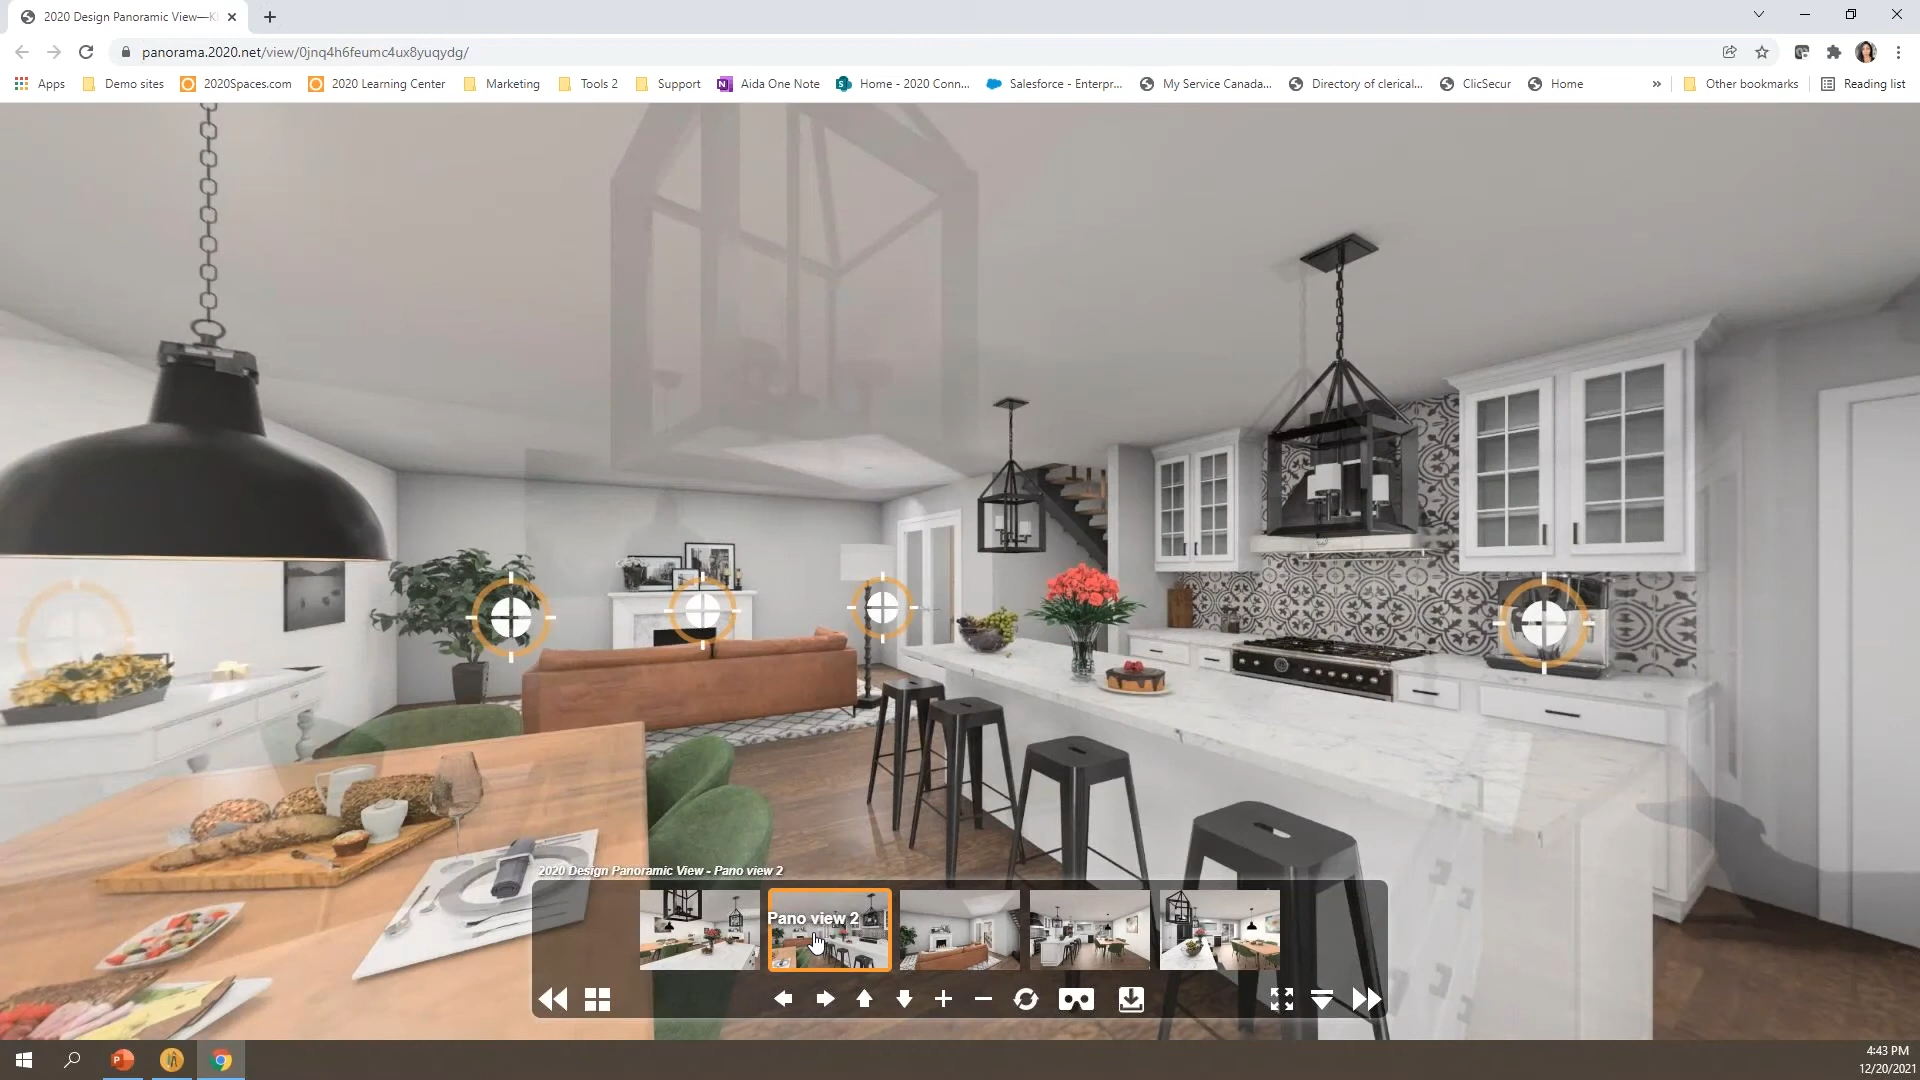 2020 Design Panoramic View—K
panorama.2020.net/view/0jnq4h6feumc4ux8yuqydg/
Apps Demo sites 2020Spaces.com 2020 Learning Center Marketing Tools 2 Support Aida One Note Home - 2020 Conn... Salesforce - Enterpr... My Service Canada... Directory of clerical... ClicSecur Home » Other bookmarks Reading list
2020 Design Panoramic View - Pano view 2
Pano view 2
4:43 PM
12/20/2021